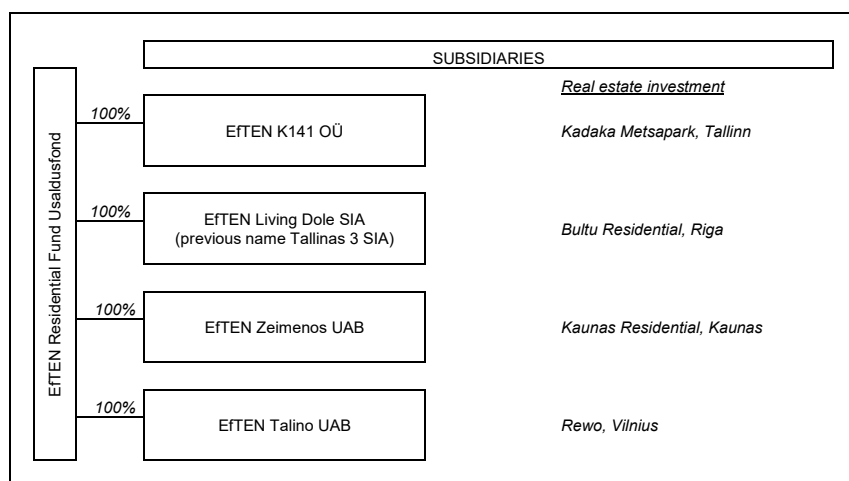 SUBSIDIARIES
Real estate investment
EfTEN Residential Fund Usaldusfond
100%
EfTEN K141 OÜ
Kadaka Metsapark, Tallinn
100%
EfTEN Living Dole SIA
(previous name Tallinas 3 SIA)
Bultu Residential, Riga
100%
EfTEN Zeimenos UAB
Kaunas Residential, Kaunas
100%
EfTEN Talino UAB
Rewo, Vilnius